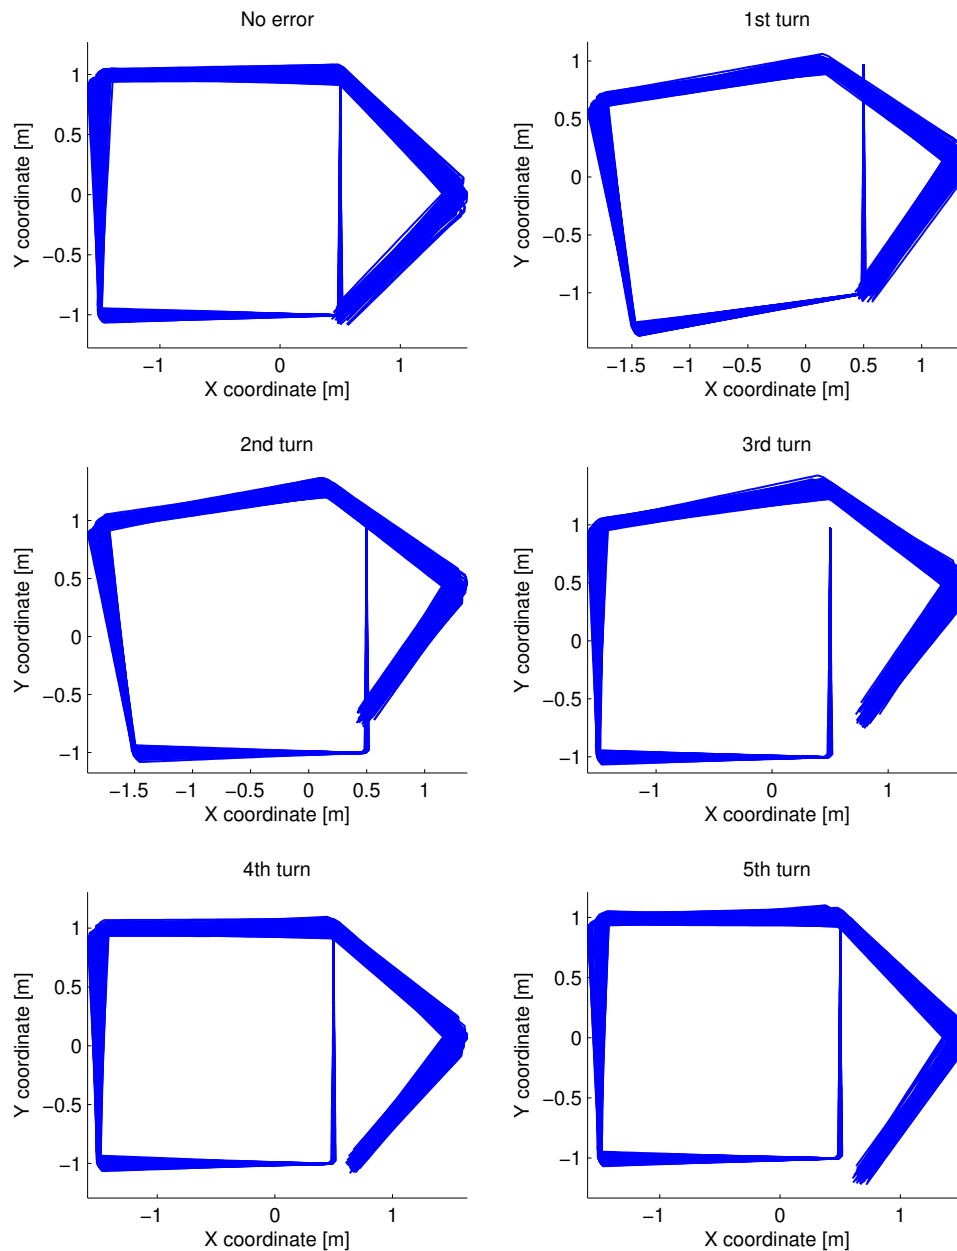 No error
1
0.5
0
−0.5
−1
−1 0 1
X coordinate [m]
Y coordinate [m]
1st turn
1
0.5
0
−0.5
−1
−1.5 −1 −0.5 0 0.5 1
X coordinate [m]
Y coordinate [m]
2nd turn
1
0.5
0
−0.5
−1
−1.5 −1 −0.5 0 0.5 1
X coordinate [m]
Y coordinate [m]
3rd turn
1
0.5
0
−0.5
−1
−1 0 1
X coordinate [m]
Y coordinate [m]
4th turn
1
0.5
0
−0.5
−1
−1 0 1
X coordinate [m]
Y coordinate [m]
5th turn
1
0.5
0
−0.5
−1
−1 0 1
X coordinate [m]
Y coordinate [m]